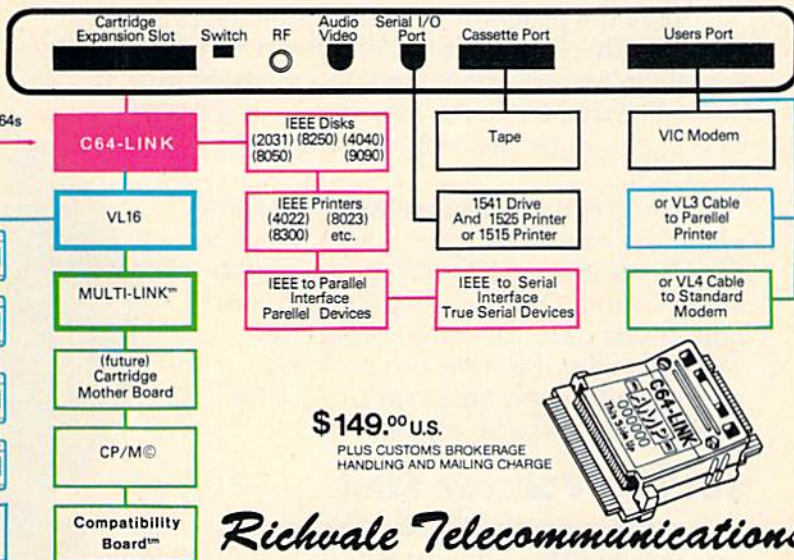 Cartridge
Expansion Slot
Switch
RF
Audio
Video
Serial I/O
Port
Cassette Port
Users Port
64s
C64-LINK
IEEE Disks
(2031) (8250) (4040)
(8050) (9090)
Tape
VIC Modem
VL16
IEEE Printers
(4022) (8023)
(8300) etc.
1541 Drive
And 1525 Printer
or 1515 Printer
or VL3 Cable
to Parellel
Printer
MULTI-LINK™
IEEE to Parallel
Interface
Parellel Devices
IEEE to Serial
Interface
True Serial Devices
or VL4 Cable
to Standard
Modem
(future)
Cartridge
Mother Board
CP/M©
Compatibility
Board™
$149.00 U.S.
PLUS CUSTOMS BROKERAGE
HANDLING AND MAILING CHARGE
C64-LINK
000000
This Side Up
Richvale Telecommunications